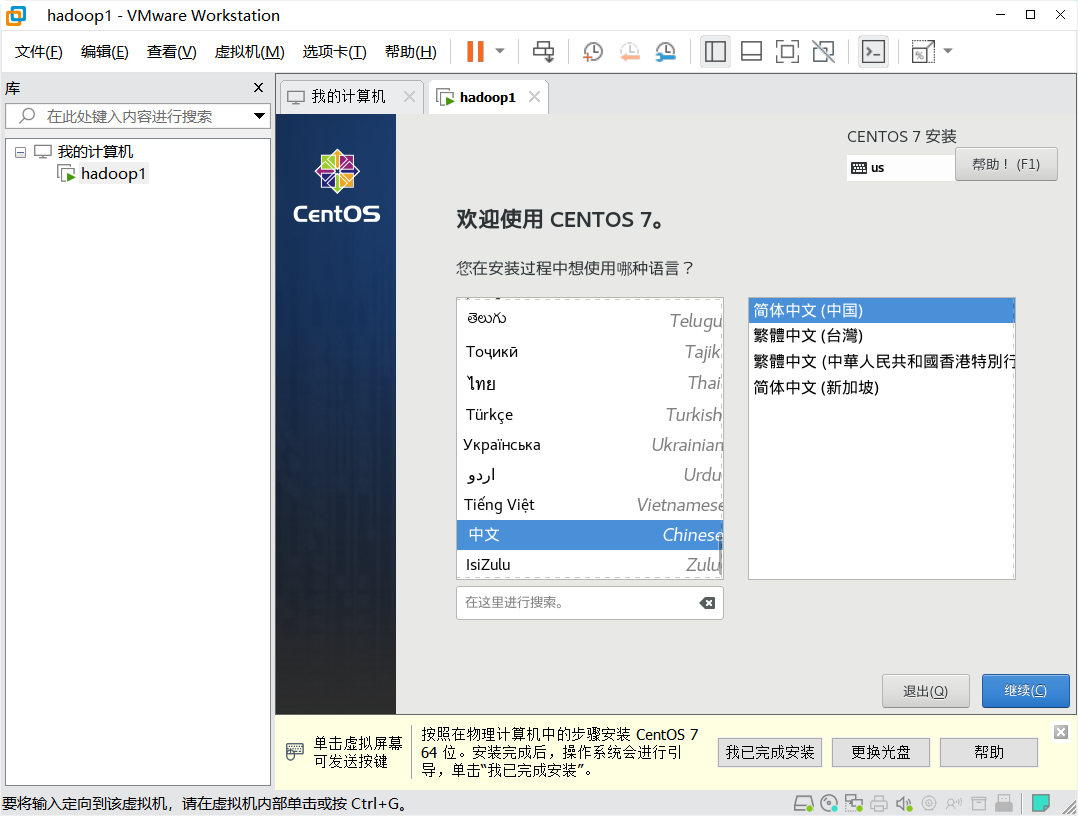 hadoop1 - VMware Workstation
文件(F) 编辑(E) 查看(V) 虚拟机(M) 选项卡(T) 帮助(H)
库
在此处键入内容进行搜索
我的计算机
hadoop1
我的计算机 hadoop1
CentOS
CENTOS 7 安装
us 帮助！(F1)
欢迎使用 CENTOS 7。
您在安装过程中想使用哪种语言？
తెలుగు Telugu
Тоҷикӣ Tajik
ไทย Thai
Türkçe Turkish
Українська Ukrainian
اردو Urdu
Tiếng Việt Vietnamese
中文 Chinese
IsiZulu Zulu
在这里进行搜索。
简体中文 (中国)
繁體中文 (台灣)
繁體中文 (中華人民共和國香港特別行
简体中文 (新加坡)
退出(Q) 继续(C)
单击虚拟屏幕
可发送按键
按照在物理计算机中的步骤安装 CentOS 7
64 位。安装完成后，操作系统会进行引
导，单击“我已完成安装”。
我已完成安装 更换光盘 帮助
要将输入定向到该虚拟机，请在虚拟机内部单击或按 Ctrl+G。